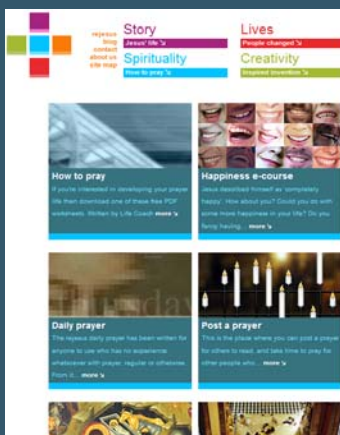 rejesus
blog
contact
about us
site map
Story
Jesus' life
Lives
People changed
Spirituality
How to pray
Creativity
Inspired invention
How to pray
If you're interested in developing your prayer
life then download one of these free PDF
worksheets. Written by Life Coach more
Happiness e-course
Jesus described himself as 'completely
happy'. How about you? Could you do with
some more happiness in your life? Do you
fancy having... more
Thursday
Daily prayer
The rejesus daily prayer has been written for
anyone to use who has no experience
whatsoever with prayer, regular or otherwise.
From it... more
Post a prayer
This is the place where you can post a prayer
for others to read, and take time to pray for
other people who... more